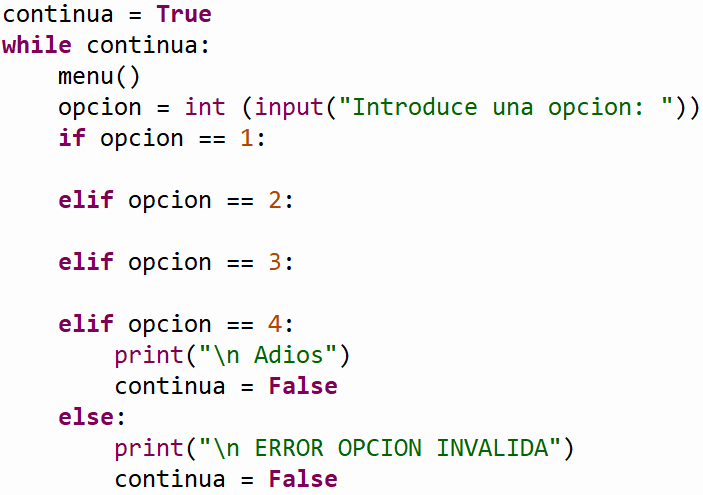 continua = True
while continua:
    menu()
    opcion = int (input("Introduce una opcion: "))
    if opcion == 1:

    elif opcion == 2:

    elif opcion == 3:

    elif opcion == 4:
        print("\n Adios")
        continua = False
    else:
        print("\n ERROR OPCION INVALIDA")
        continua = False